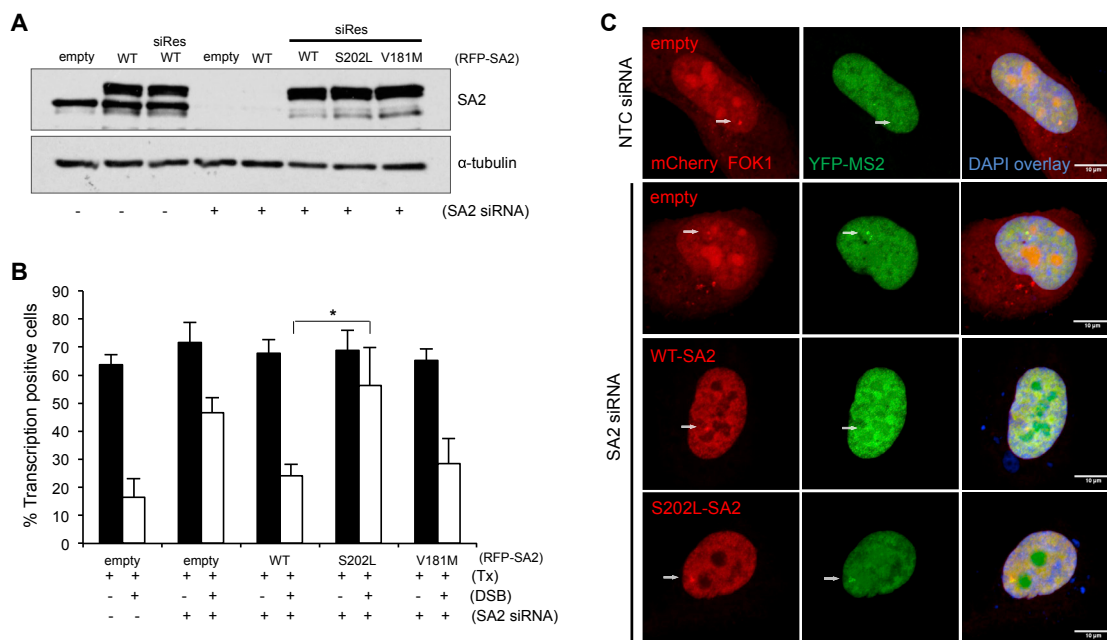 A
siRes
siRes
empty WT WT empty WT WT S202L V181M (RFP-SA2)
SA2
α-tubulin
- - - + + + + + (SA2 siRNA)
B
% Transcription positive cells
90
80
70
60
50
40
30
20
10
0
*
empty empty WT S202L V181M (RFP-SA2)
+ + + + + + + + + + (Tx)
- + - + - + - + - + (DSB)
- - + + + + + + + + (SA2 siRNA)
C
NTC siRNA
empty
mCherry FOK1 YFP-MS2 DAPI overlay
10 µm
SA2 siRNA
empty
10 µm
WT-SA2
10 µm
S202L-SA2
10 µm